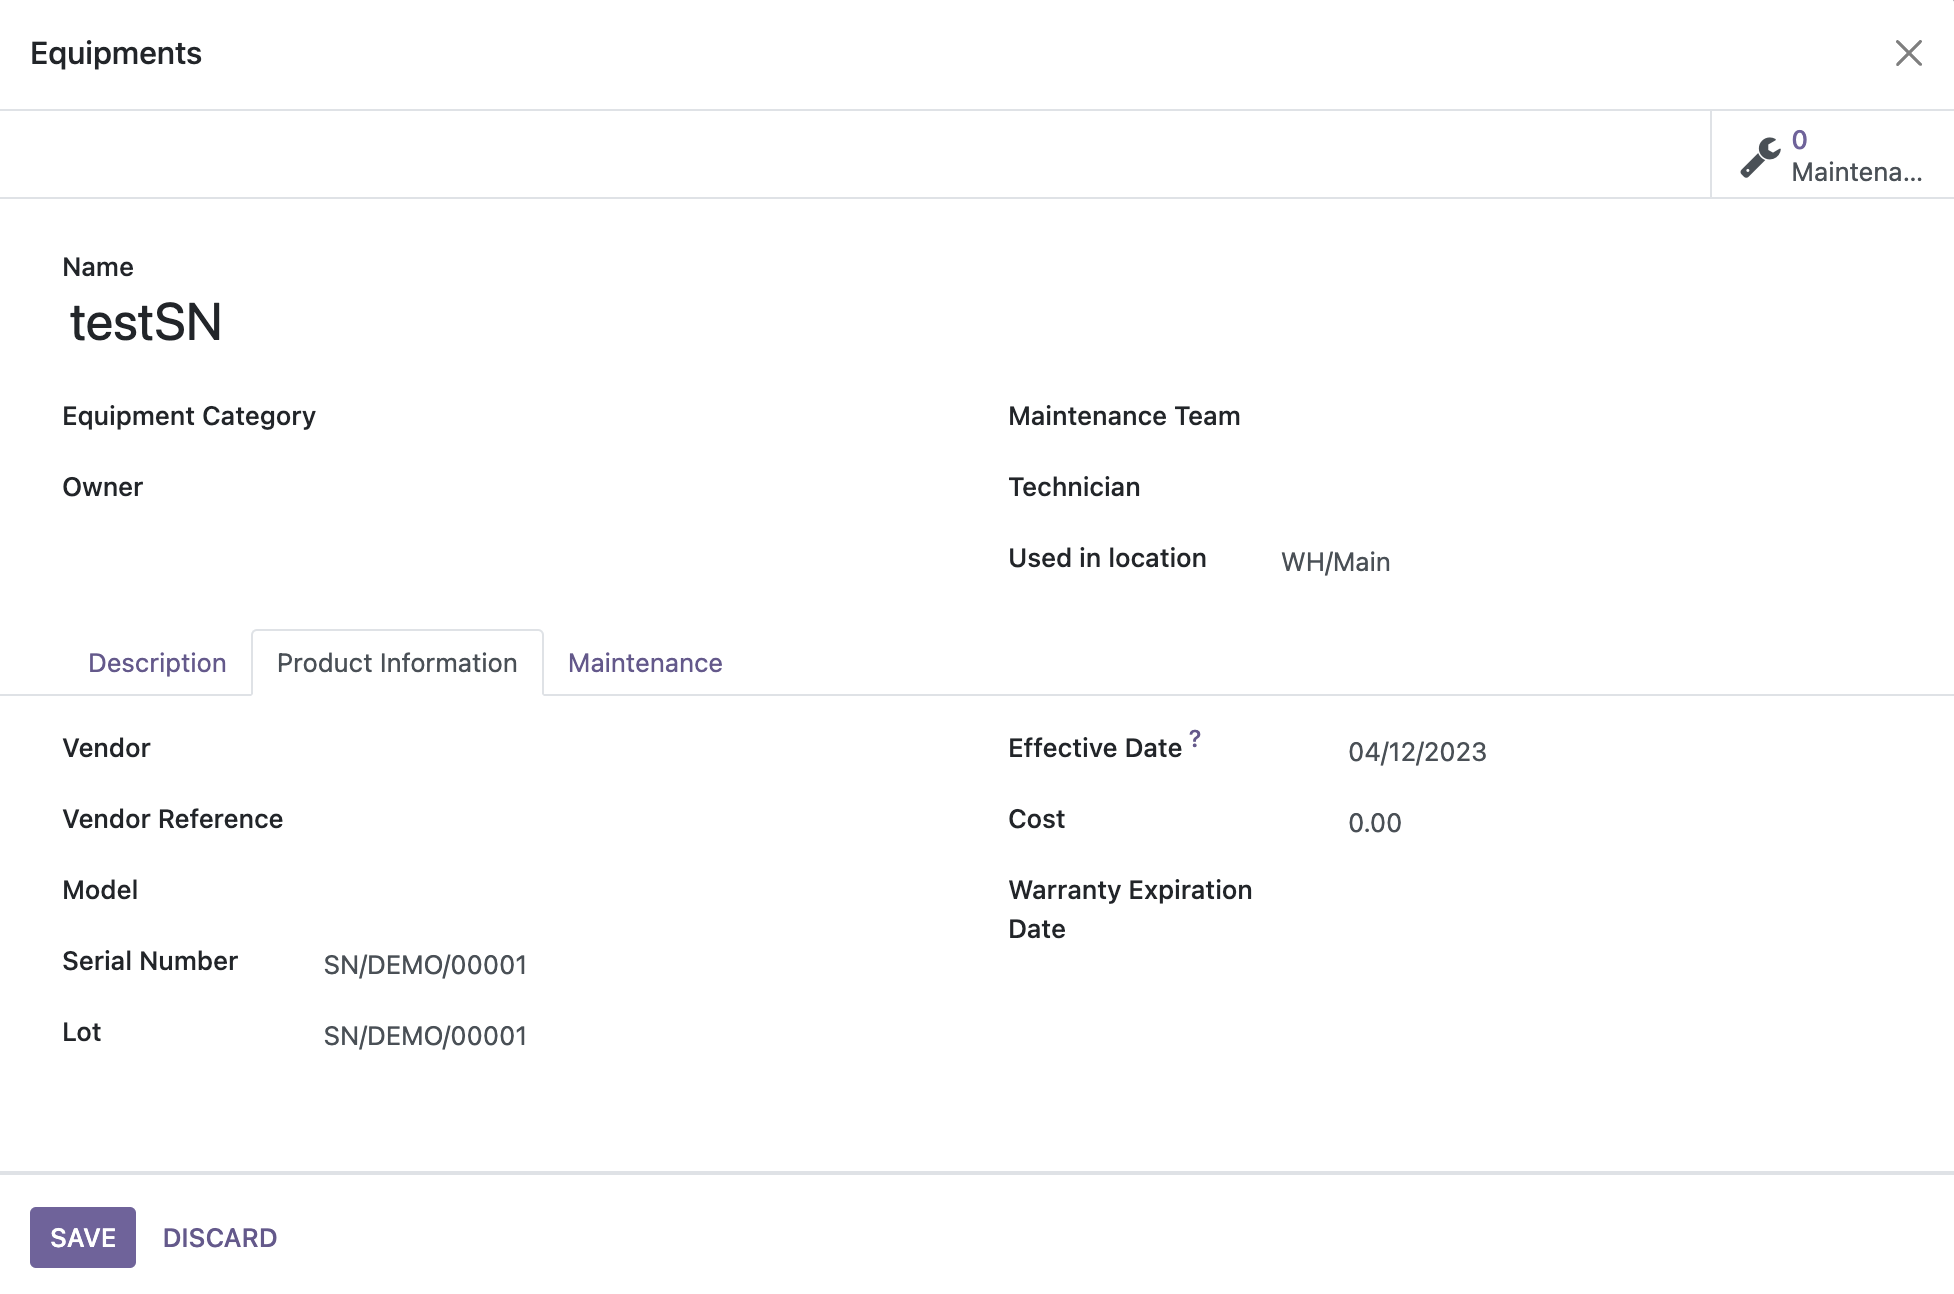 Equipments
0
Maintena...
Name
testSN
Equipment Category
Owner
Maintenance Team
Technician
Used in location WH/Main
Description Product Information Maintenance
Vendor
Vendor Reference
Model
Serial Number SN/DEMO/00001
Lot SN/DEMO/00001
Effective Date ? 04/12/2023
Cost 0.00
Warranty Expiration
Date
SAVE DISCARD